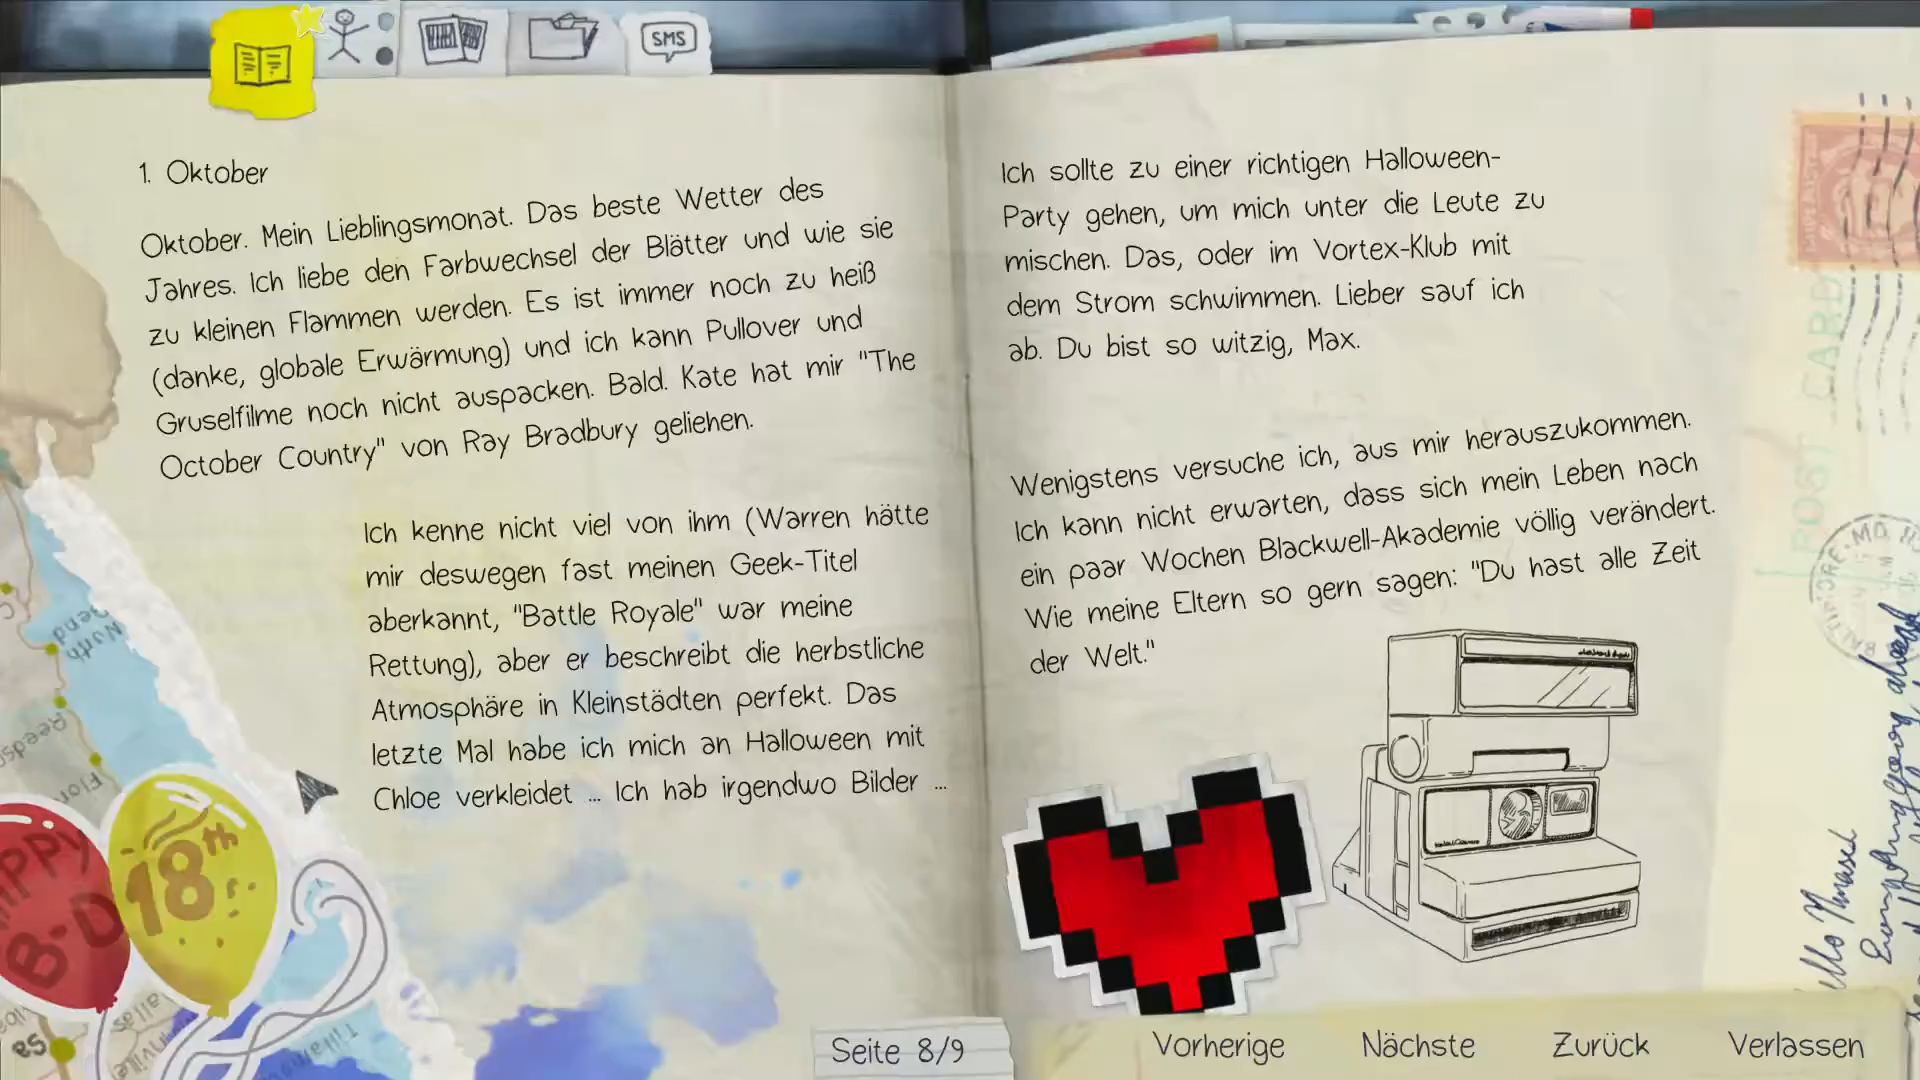 SMS
1. Oktober
Oktober. Mein Lieblingsmonat. Das beste Wetter des
Jahres. Ich liebe den Farbwechsel der Blätter und wie sie
zu kleinen Flammen werden. Es ist immer noch zu heiß
(danke, globale Erwärmung) und ich kann Pullover und
Gruselfilme noch nicht auspacken. Bald. Kate hat mir "The
October Country" von Ray Bradbury geliehen.
Ich kenne nicht viel von ihm (Warren hätte
mir deswegen fast meinen Geek-Titel
aberkannt, "Battle Royale" war meine
Rettung), aber er beschreibt die herbstliche
Atmosphäre in Kleinstädten perfekt. Das
letzte Mal habe ich mich an Halloween mit
Chloe verkleidet ... Ich hab irgendwo Bilder ...
Ich sollte zu einer richtigen Halloween-
Party gehen, um mich unter die Leute zu
mischen. Das, oder im Vortex-Klub mit
dem Strom schwimmen. Lieber sauf ich
ab. Du bist so witzig, Max.
Wenigstens versuche ich, aus mir herauszukommen.
Ich kann nicht erwarten, dass sich mein Leben nach
ein paar Wochen Blackwell-Akademie völlig verändert.
Wie meine Eltern so gern sagen: "Du hast alle Zeit
der Welt."
B-D
18th
POST CARD
Seite 8/9
Vorherige
Nächste
Zurück
Verlassen